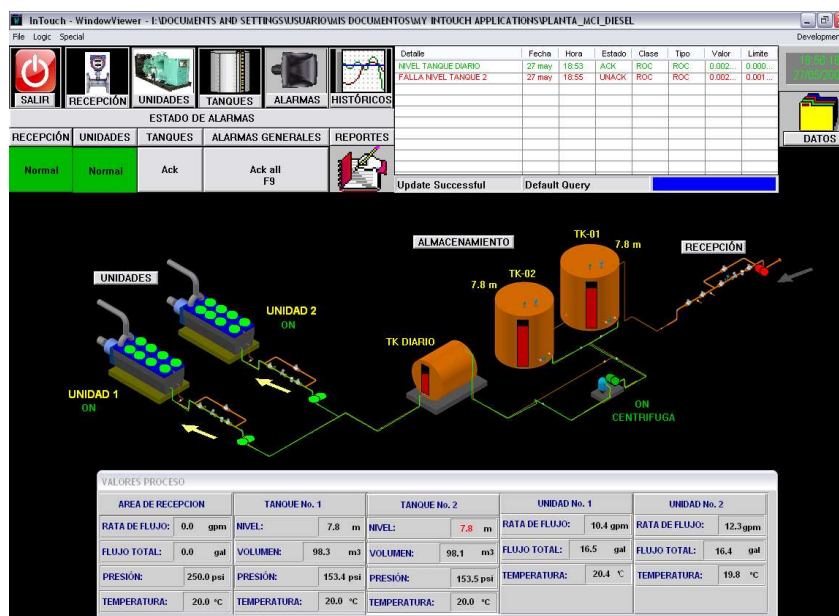 InTouch - WindowViewer - I:\DOCUMENTS AND SETTINGS\USUARIO\MIS DOCUMENTOS\MY INTOUCH APPLICATIONS\PLANTA_MCI_DIESEL
File Logic Special Developmen
SALIR RECEPCIÓN UNIDADES TANQUES ALARMAS HISTÓRICOS
Detalle Fecha Hora Estado Clase Tipo Valor Limite
NIVEL TANQUE DIARIO 27 may 18:53 ACK ROC ROC 0.002... 0.000...
FALLA NIVEL TANQUE 2 27 may 18:55 UNACK ROC ROC 0.002... 0.001...
ESTADO DE ALARMAS
RECEPCIÓN UNIDADES TANQUES ALARMAS GENERALES REPORTES
DATOS
Normal Normal Ack Ack all
F9
Update Successful Default Query
ALMACENAMIENTO
TK-01
7.8 m
RECEPCIÓN
UNIDADES
TK-02
7.8 m
UNIDAD 2
ON
TK DIARIO
UNIDAD 1
ON
ON
CENTRIFUGA
VALORES PROCESO
AREA DE RECEPCION TANQUE No. 1 TANQUE No. 2 UNIDAD No. 1 UNIDAD No. 2
RATA DE FLUJO: 0.0 gpm NIVEL: 7.8 m NIVEL: 7.8 m RATA DE FLUJO: 10.4 gpm RATA DE FLUJO: 12.3 gpm
FLUJO TOTAL: 0.0 gal VOLUMEN: 98.3 m3 VOLUMEN: 98.1 m3 FLUJO TOTAL: 16.5 gal FLUJO TOTAL: 16.4 gal
PRESIÓN: 250.0 psi PRESIÓN: 153.4 psi PRESIÓN: 153.5 psi TEMPERATURA: 20.4 °C TEMPERATURA: 19.8 °C
TEMPERATURA: 20.0 °C TEMPERATURA: 20.0 °C TEMPERATURA: 20.0 °C